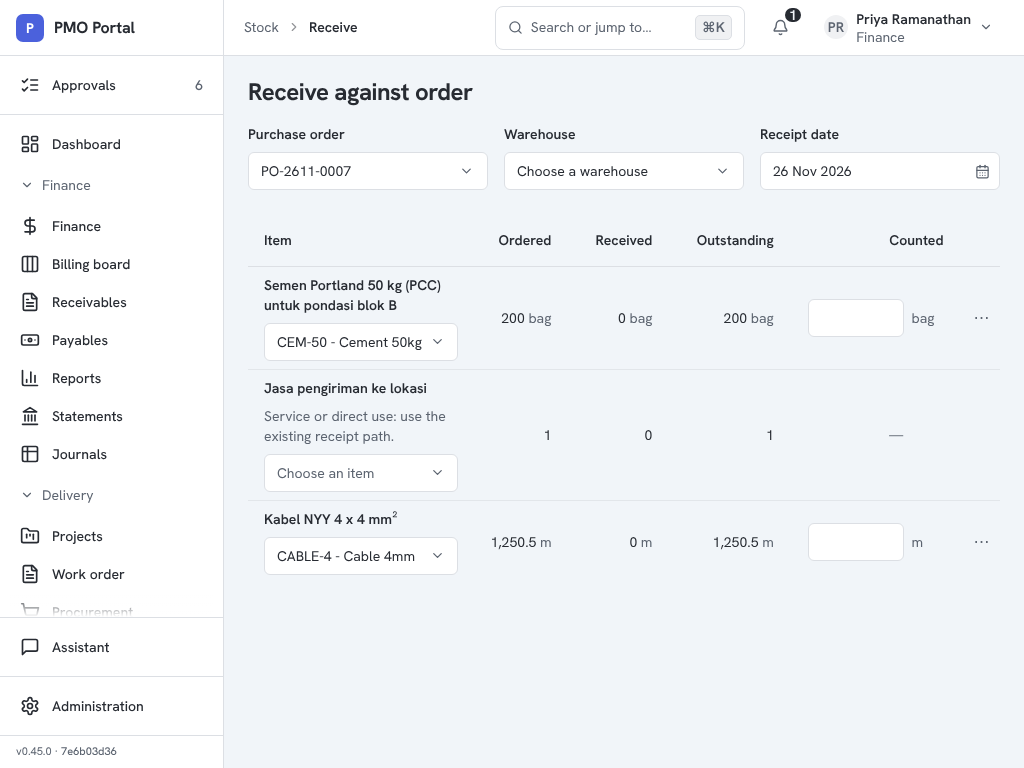 P PMO Portal
Stock > Receive
Search or jump to...
⌘K
1
PR
Priya Ramanathan
Finance
Approvals 6
Dashboard
Finance
Finance
Billing board
Receivables
Payables
Reports
Statements
Journals
Delivery
Projects
Work order
Procurement
Assistant
Administration
v0.45.0 · 7e6b03d36
Receive against order
Purchase order Warehouse Receipt date
PO-2611-0007 Choose a warehouse 26 Nov 2026
Item Ordered Received Outstanding Counted
Semen Portland 50 kg (PCC)
untuk pondasi blok B
CEM-50 - Cement 50kg
200 bag 0 bag 200 bag bag ...
Jasa pengiriman ke lokasi
Service or direct use: use the
existing receipt path.
Choose an item
1 0 1 —
Kabel NYY 4 x 4 mm²
CABLE-4 - Cable 4mm
1,250.5 m 0 m 1,250.5 m m ...